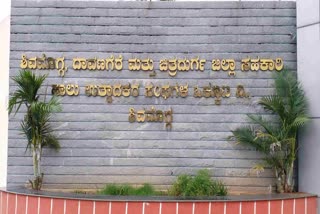 ಶಿವಮೊಗ್ಗ, ದಾವಣಗೆರೆ ಮತ್ತು ಚಿತ್ರದುರ್ಗ ಜಿಲ್ಲಾ ಸಹಕಾರಿ
ಹಾಲು ಉತ್ಪಾದಕರ ಸಂಘಗಳ ಒಕ್ಕೂಟ ನಿ.,
ಶಿವಮೊಗ್ಗ